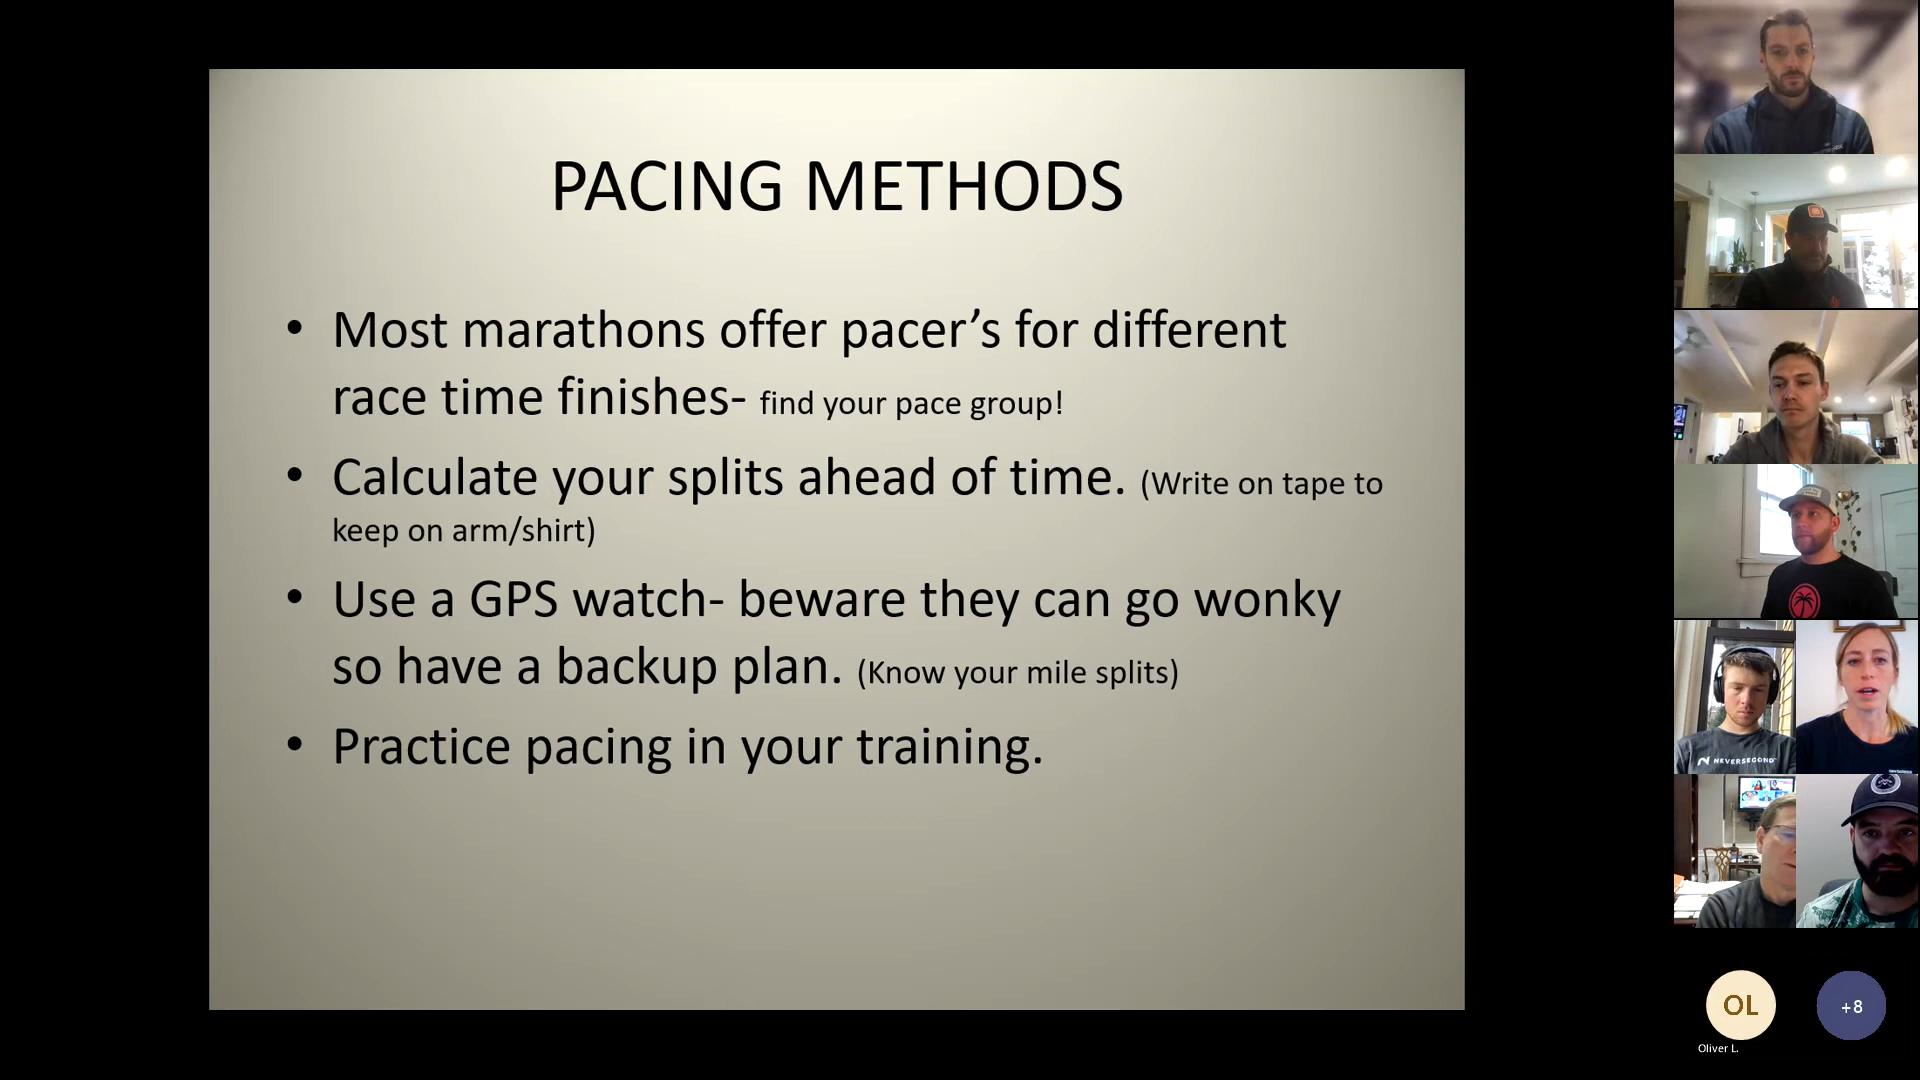 PACING METHODS
• Most marathons offer pacer’s for different
race time finishes- find your pace group!
• Calculate your splits ahead of time. (Write on tape to
keep on arm/shirt)
• Use a GPS watch- beware they can go wonky
so have a backup plan. (Know your mile splits)
• Practice pacing in your training.
NEVERSECOND
OL
+8
Oliver L.